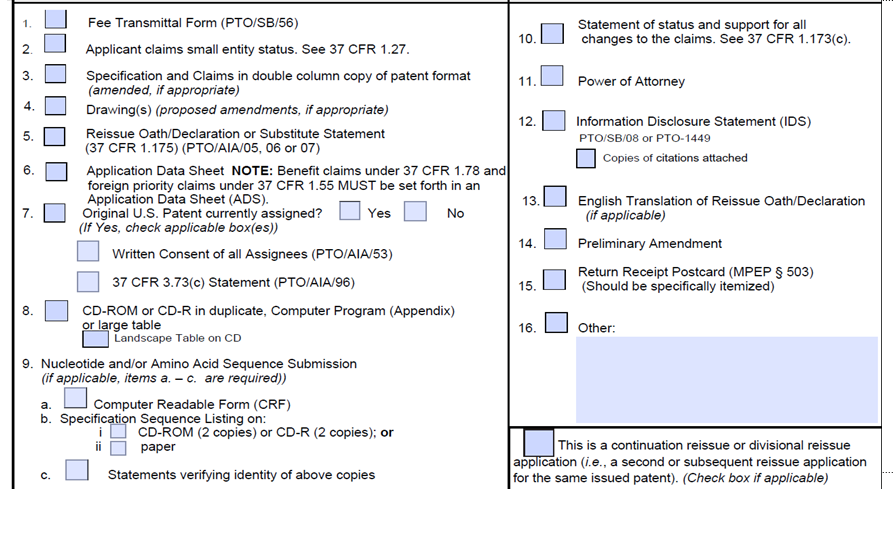 1. Fee Transmittal Form (PTO/SB/56)
2. Applicant claims small entity status. See 37 CFR 1.27.
3. Specification and Claims in double column copy of patent format
(amended, if appropriate)
4. Drawing(s) (proposed amendments, if appropriate)
5. Reissue Oath/Declaration or Substitute Statement
(37 CFR 1.175) (PTO/AIA/05, 06 or 07)
6. Application Data Sheet NOTE: Benefit claims under 37 CFR 1.78 and
foreign priority claims under 37 CFR 1.55 MUST be set forth in an
Application Data Sheet (ADS).
7. Original U.S. Patent currently assigned? Yes No
(If Yes, check applicable box(es))
Written Consent of all Assignees (PTO/AIA/53)
37 CFR 3.73(c) Statement (PTO/AIA/96)
8. CD-ROM or CD-R in duplicate, Computer Program (Appendix)
or large table
Landscape Table on CD
9. Nucleotide and/or Amino Acid Sequence Submission
(if applicable, items a. – c. are required))
a. Computer Readable Form (CRF)
b. Specification Sequence Listing on:
i CD-ROM (2 copies) or CD-R (2 copies); or
ii paper
c. Statements verifying identity of above copies
10. Statement of status and support for all
changes to the claims. See 37 CFR 1.173(c).
11. Power of Attorney
12. Information Disclosure Statement (IDS)
PTO/SB/08 or PTO-1449
Copies of citations attached
13. English Translation of Reissue Oath/Declaration
(if applicable)
14. Preliminary Amendment
15. Return Receipt Postcard (MPEP § 503)
(Should be specifically itemized)
16. Other:
This is a continuation reissue or divisional reissue
application (i.e., a second or subsequent reissue application
for the same issued patent). (Check box if applicable)